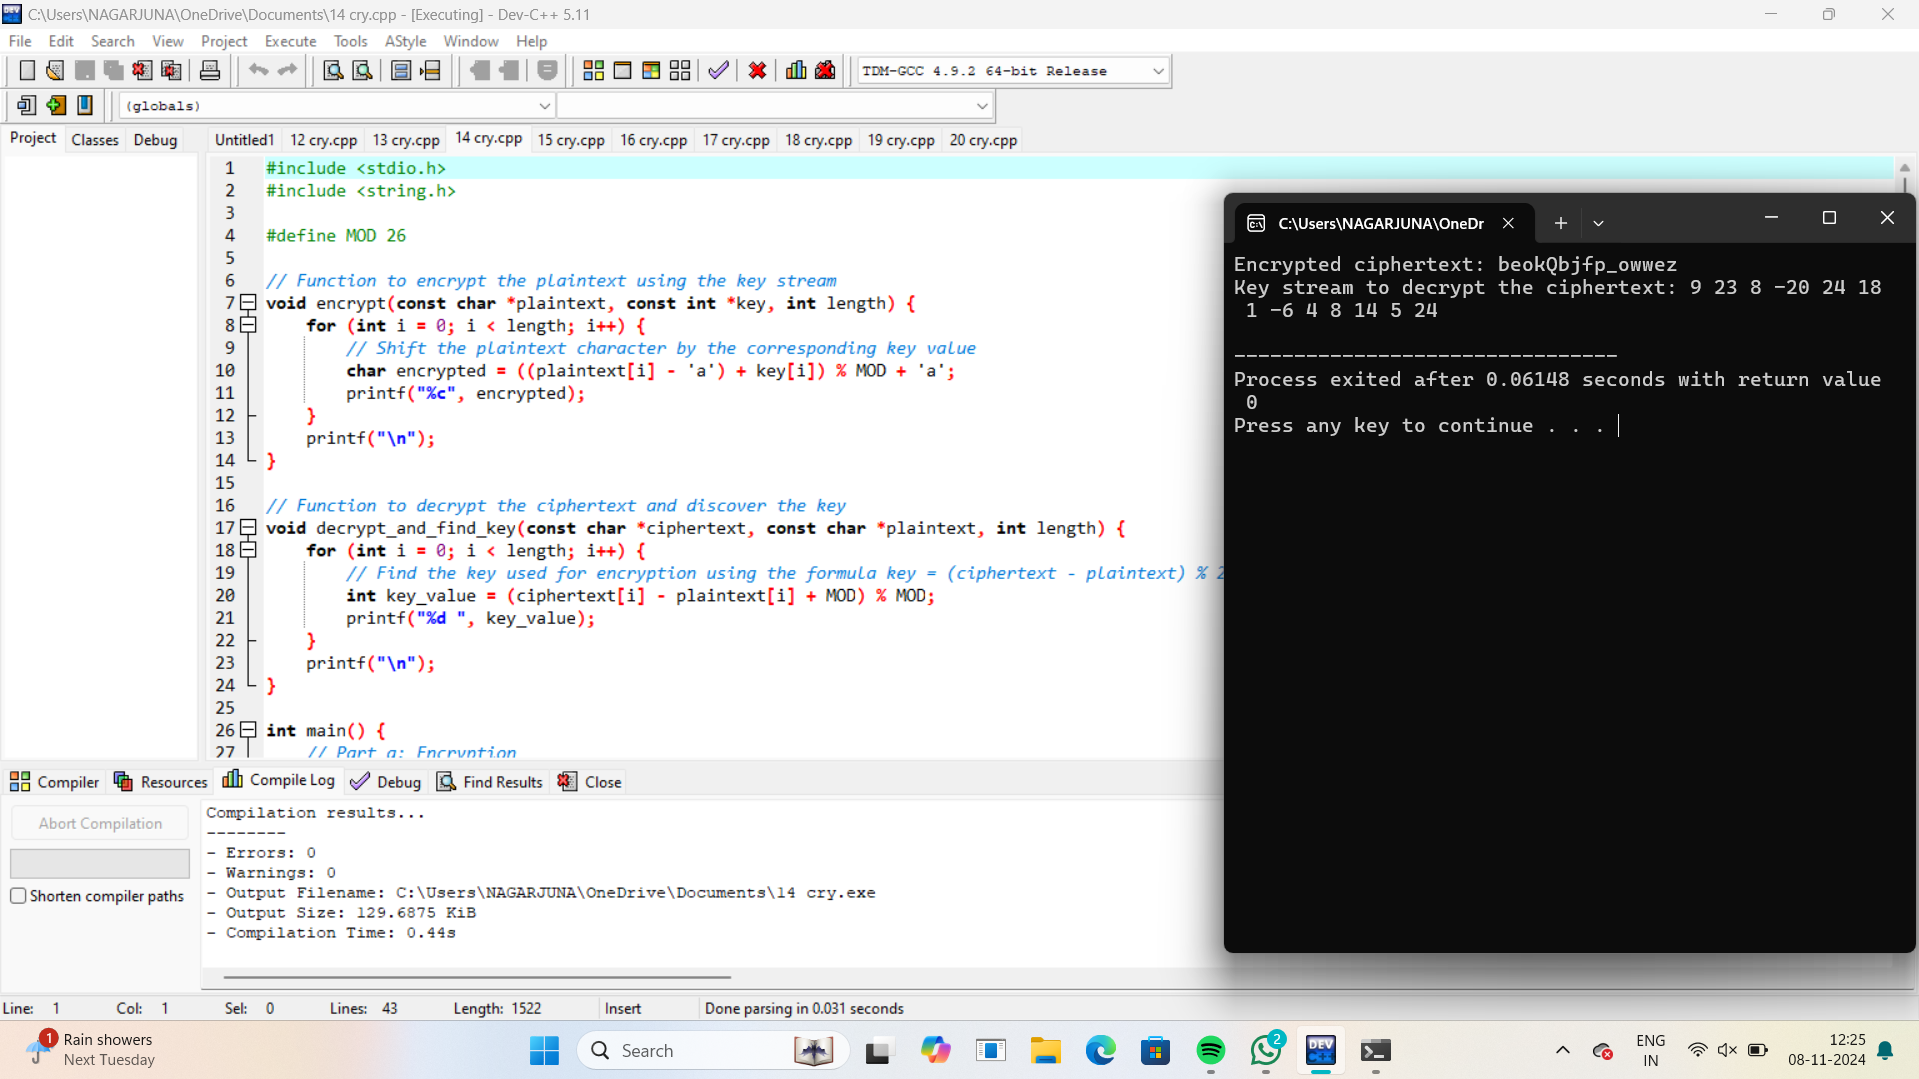 C:\Users\NAGARJUNA\OneDrive\Documents\14 cry.cpp - [Executing] - Dev-C++ 5.11
File Edit Search View Project Execute Tools AStyle Window Help
TDM-GCC 4.9.2 64-bit Release
(globals)
Project Classes Debug
Untitled1 12 cry.cpp 13 cry.cpp 14 cry.cpp 15 cry.cpp 16 cry.cpp 17 cry.cpp 18 cry.cpp 19 cry.cpp 20 cry.cpp
1 #include <stdio.h>
2 #include <string.h>
3
4 #define MOD 26
5
6 // Function to encrypt the plaintext using the key stream
7 void encrypt(const char *plaintext, const int *key, int length) {
8 for (int i = 0; i < length; i++) {
9 // Shift the plaintext character by the corresponding key value
10 char encrypted = ((plaintext[i] - 'a') + key[i]) % MOD + 'a';
11 printf("%c", encrypted);
12 }
13 printf("\n");
14 }
15
16 // Function to decrypt the ciphertext and discover the key
17 void decrypt_and_find_key(const char *ciphertext, const char *plaintext, int length) {
18 for (int i = 0; i < length; i++) {
19 // Find the key used for encryption using the formula key = (ciphertext - plaintext) % 2
20 int key_value = (ciphertext[i] - plaintext[i] + MOD) % MOD;
21 printf("%d ", key_value);
22 }
23 printf("\n");
24 }
25
26 int main() {
27 // Part a: Encryption
C:\Users\NAGARJUNA\OneDr
Encrypted ciphertext: beokQbjfp_owwez
Key stream to decrypt the ciphertext: 9 23 8 -20 24 18
1 -6 4 8 14 5 24
--------------------------------
Process exited after 0.06148 seconds with return value
0
Press any key to continue . . .
Compiler Resources Compile Log Debug Find Results Close
Abort Compilation
Shorten compiler paths
Compilation results...
--------
- Errors: 0
- Warnings: 0
- Output Filename: C:\Users\NAGARJUNA\OneDrive\Documents\14 cry.exe
- Output Size: 129.6875 KiB
- Compilation Time: 0.44s
Line: 1 Col: 1 Sel: 0 Lines: 43 Length: 1522 Insert Done parsing in 0.031 seconds
1
Rain showers
Next Tuesday
Search
2
DEV
ENG
IN
12:25
08-11-2024